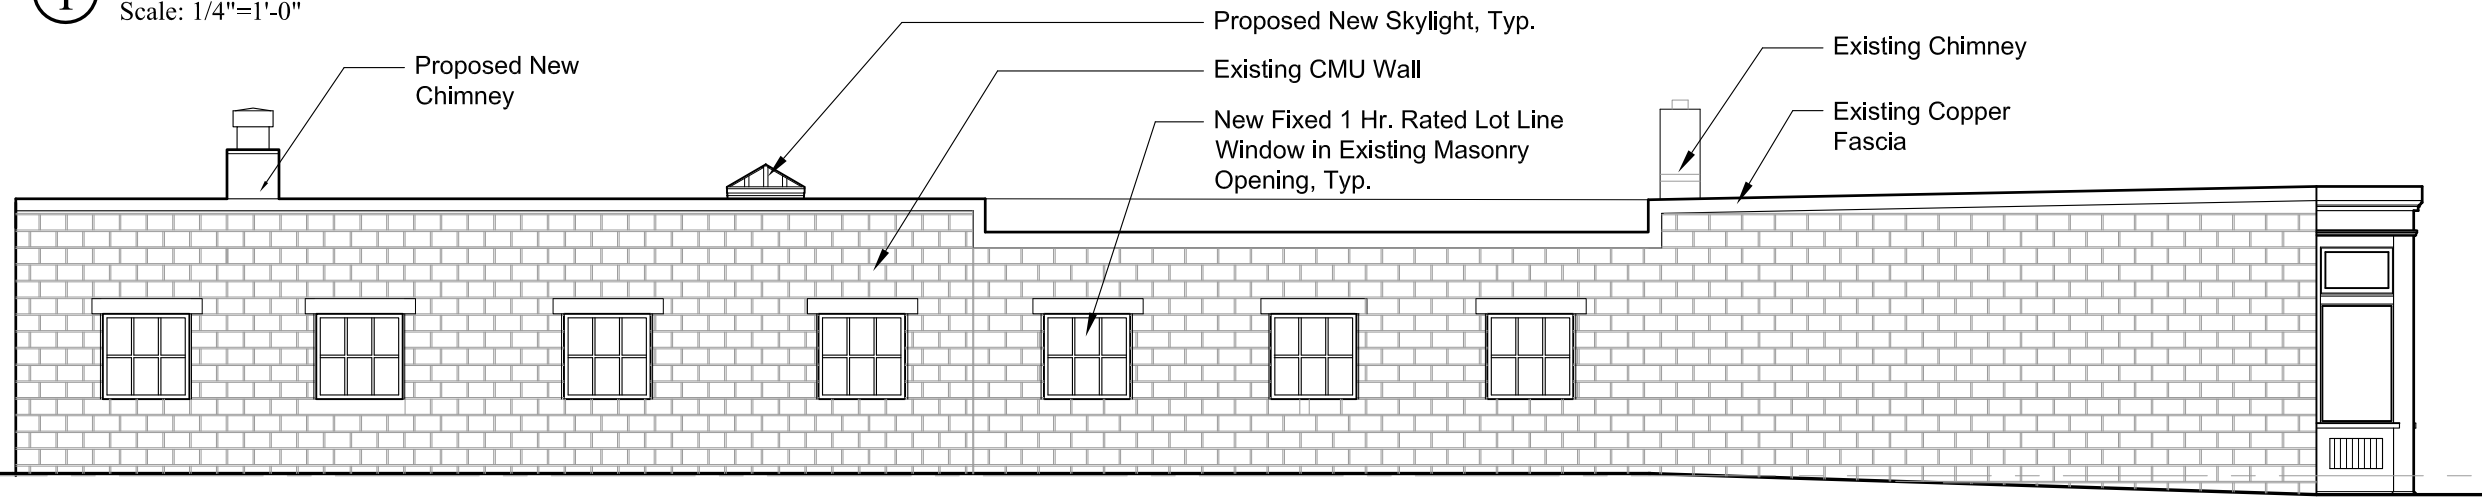 1
Scale: 1/4"=1'-0"
Proposed New
Chimney
Proposed New Skylight, Typ.
Existing CMU Wall
New Fixed 1 Hr. Rated Lot Line
Window in Existing Masonry
Opening, Typ.
Existing Chimney
Existing Copper
Fascia